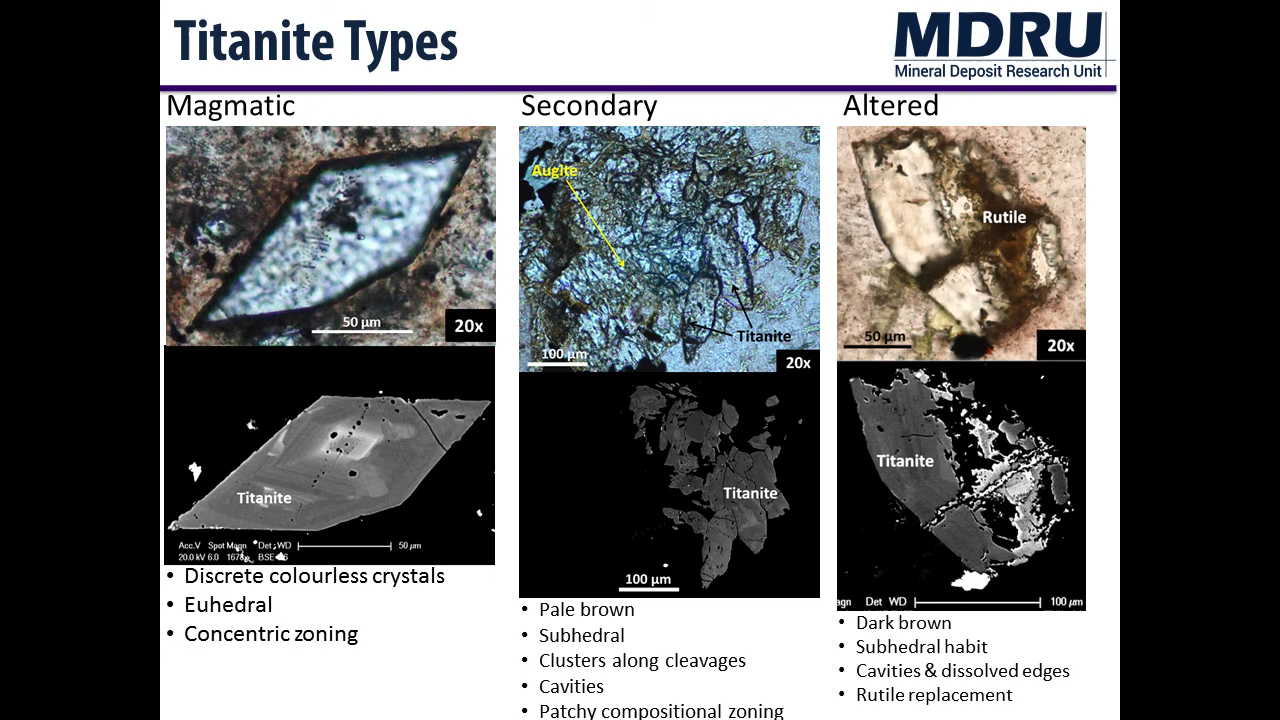 Titanite Types
MDRU
Mineral Deposit Research Unit
Magmatic
50 µm
20x
Titanite
Acc.V Spot Magn Det WD
20.0 kV 6.0 BSE
50 µm
• Discrete colourless crystals
• Euhedral
• Concentric zoning
Secondary
Augite
Titanite
100 µm
20x
Titanite
100 µm
• Pale brown
• Subhedral
• Clusters along cleavages
• Cavities
• Patchy compositional zoning
Altered
Rutile
50 µm
20x
Titanite
agn Det WD
100 µm
• Dark brown
• Subhedral habit
• Cavities & dissolved edges
• Rutile replacement